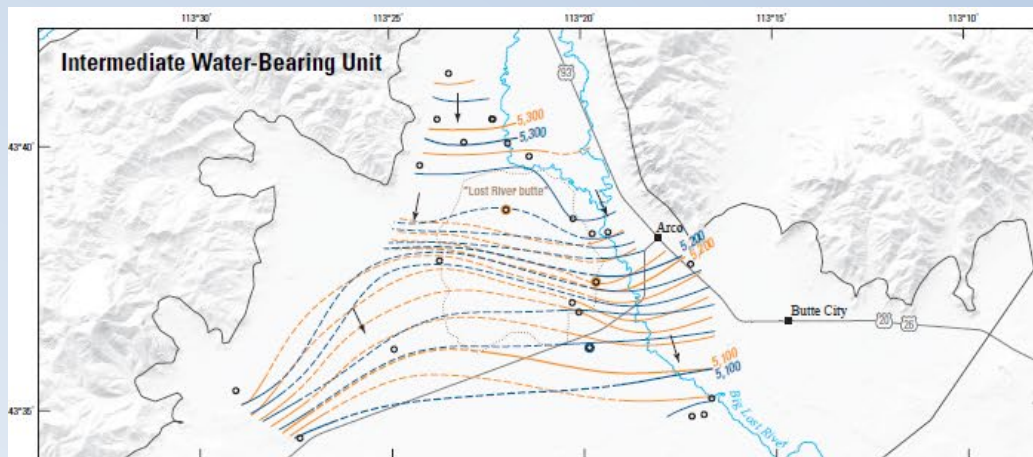 113°30' 113°25' 113°20' 113°15' 113°10'
Intermediate Water-Bearing Unit
93
5,300
5,300
43°40'
"Lost River butte"
Arco
5,200
5,200
Butte City
20
26
5,100
5,100
43°35'
Big Lost River